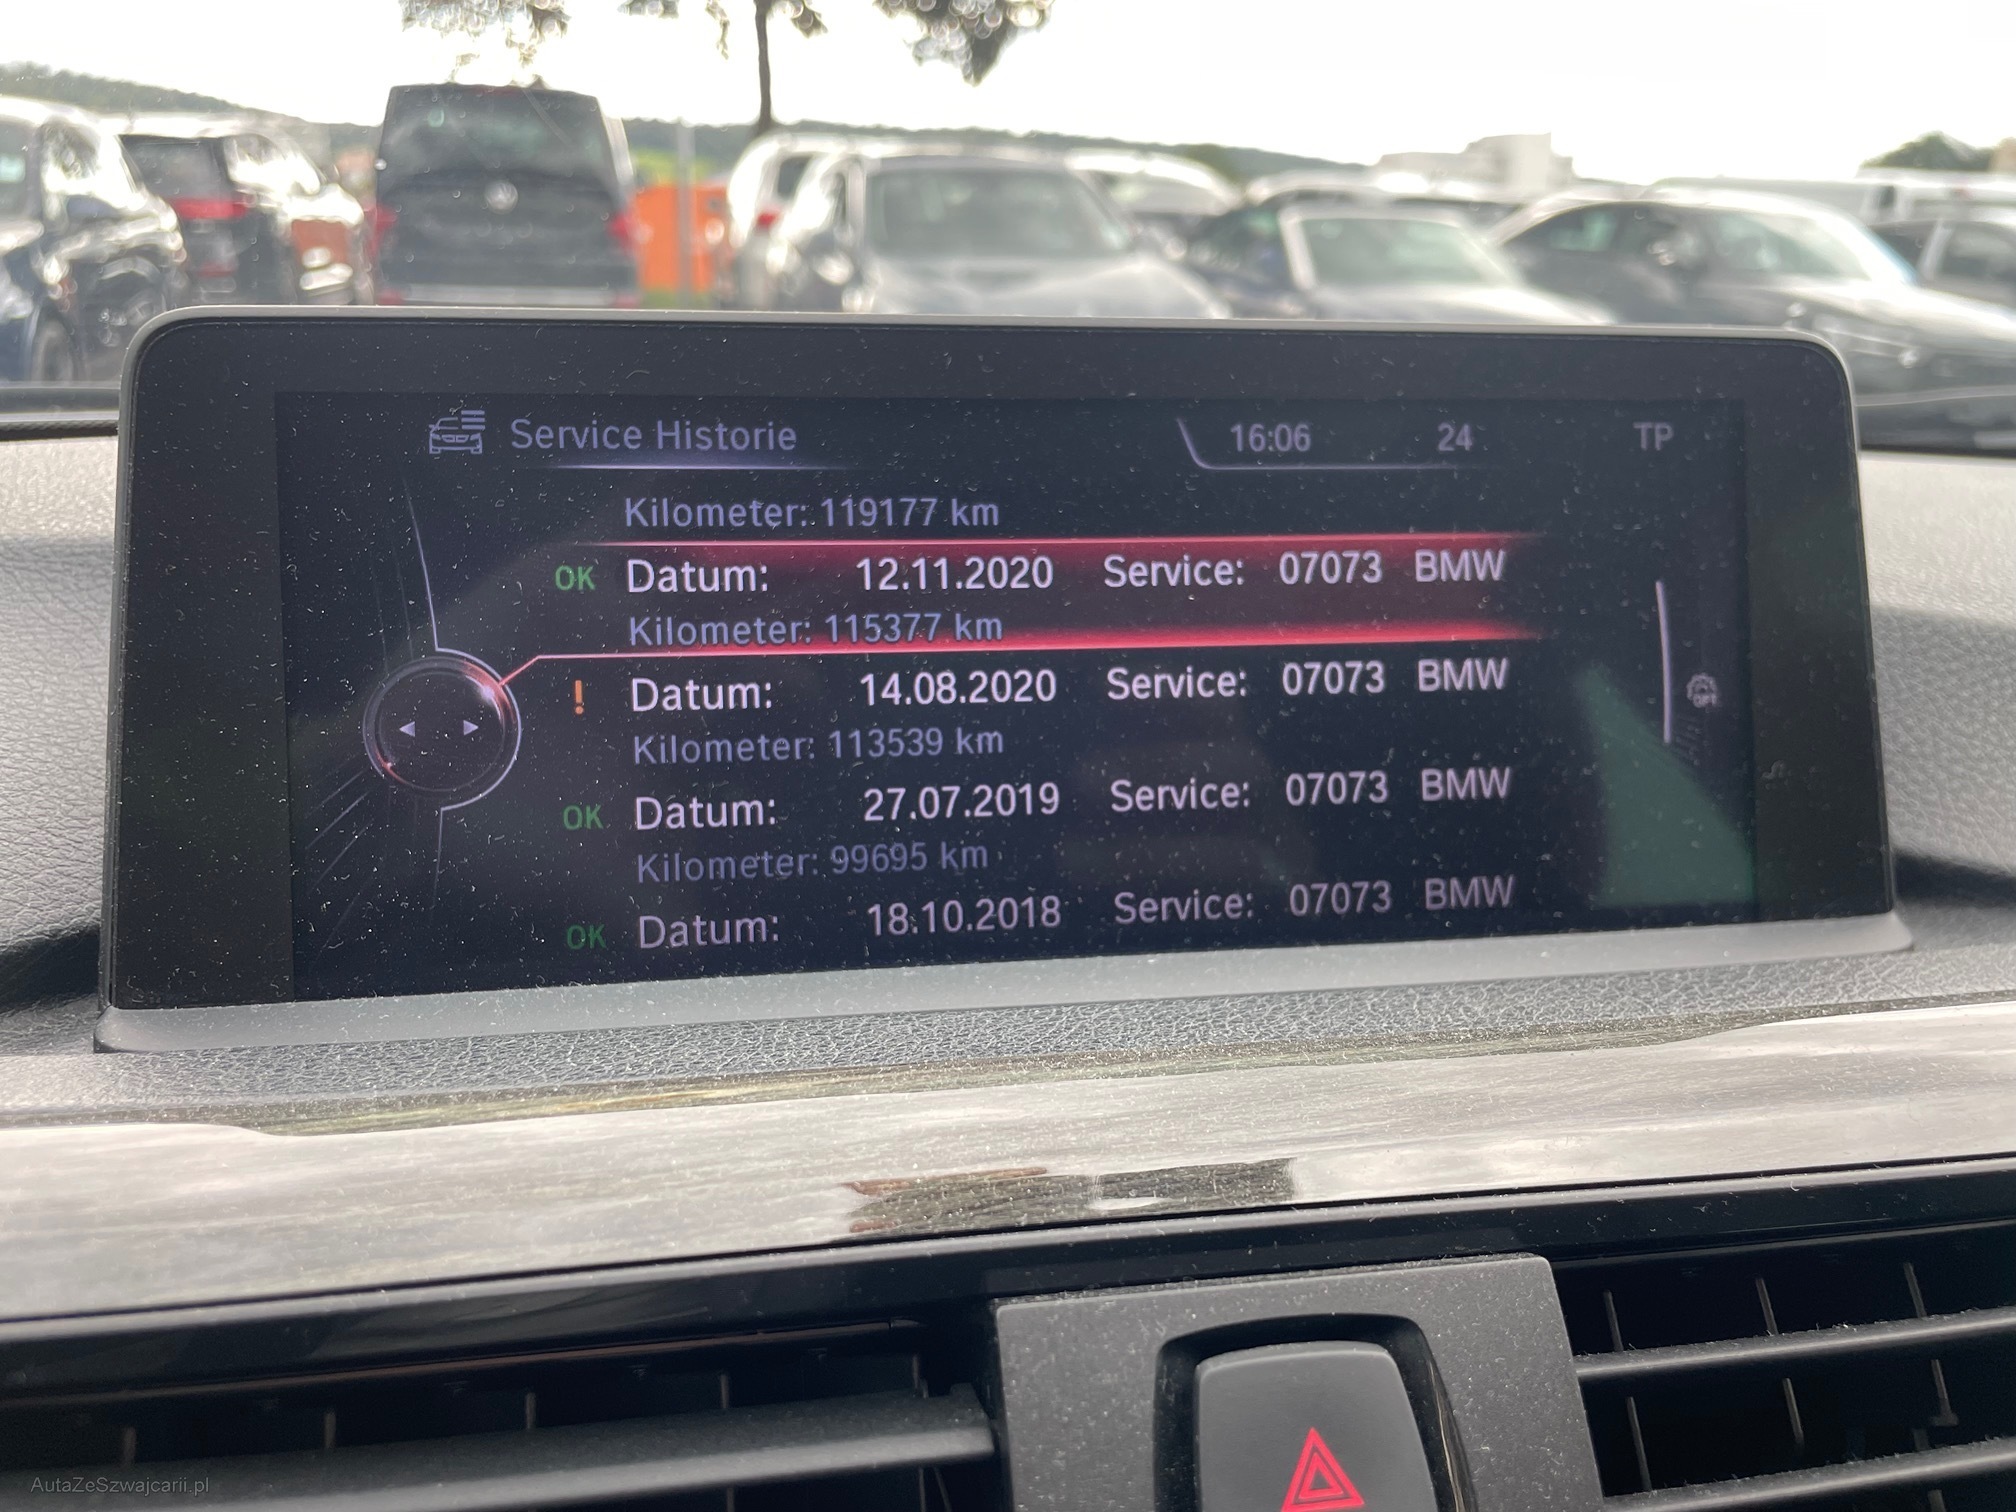 Service Historie 16:06 24 TP
Kilometer: 119177 km
OK Datum: 12.11.2020 Service: 07073 BMW
Kilometer: 115377 km
! Datum: 14.08.2020 Service: 07073 BMW
Kilometer: 113539 km
OK Datum: 27.07.2019 Service: 07073 BMW
Kilometer: 99695 km
OK Datum: 18.10.2018 Service: 07073 BMW
OFF
AutaZeSzwajcarii.pl